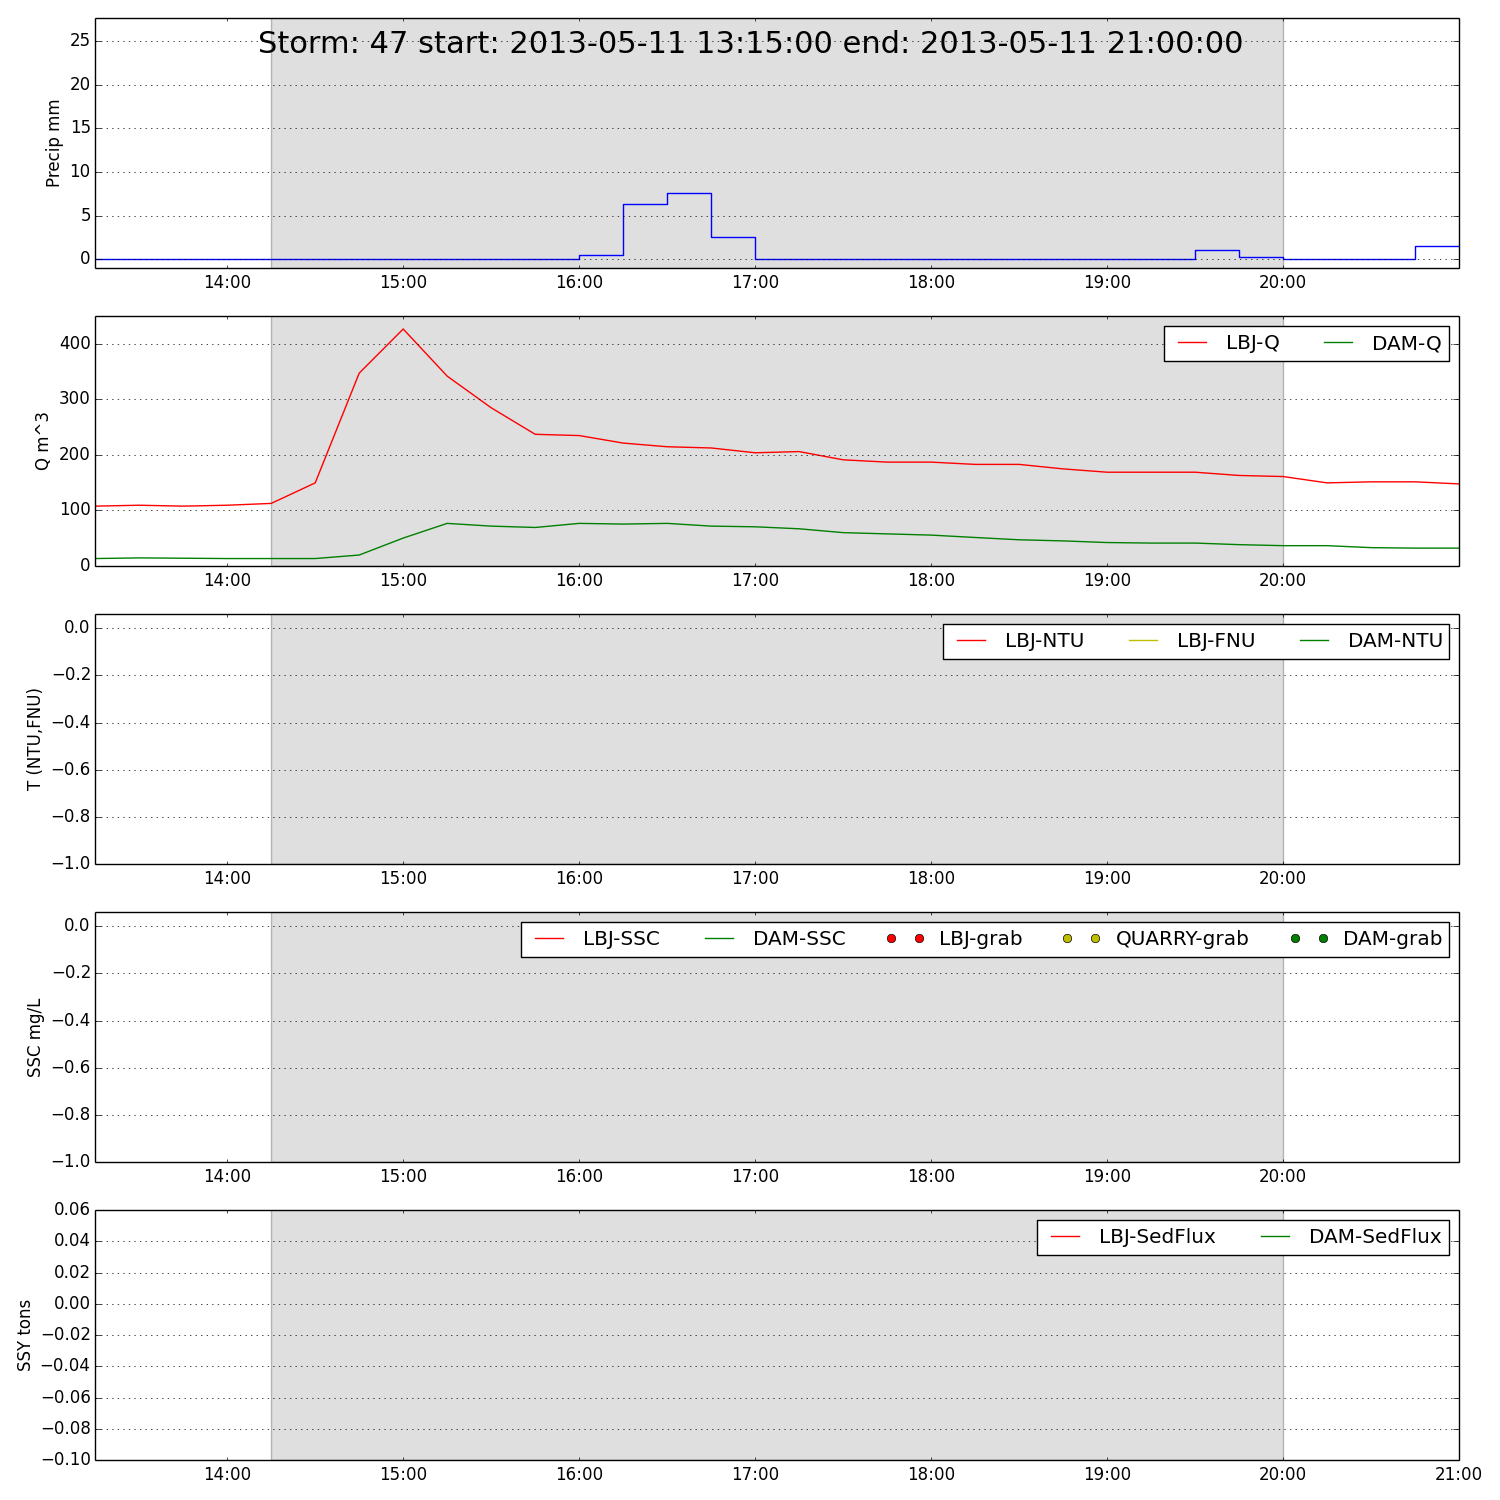 Storm: 47 start: 2013-05-11 13:15:00 end: 2013-05-11 21:00:00
Precip mm
25
20
15
10
5
0
14:00 15:00 16:00 17:00 18:00 19:00 20:00
Q m^3
400
300
200
100
0
LBJ-Q DAM-Q
14:00 15:00 16:00 17:00 18:00 19:00 20:00
T (NTU,FNU)
0.0
−0.2
−0.4
−0.6
−0.8
−1.0
LBJ-NTU LBJ-FNU DAM-NTU
14:00 15:00 16:00 17:00 18:00 19:00 20:00
SSC mg/L
0.0
−0.2
−0.4
−0.6
−0.8
−1.0
LBJ-SSC DAM-SSC LBJ-grab QUARRY-grab DAM-grab
14:00 15:00 16:00 17:00 18:00 19:00 20:00
SSY tons
0.06
0.04
0.02
0.00
−0.02
−0.04
−0.06
−0.08
−0.10
LBJ-SedFlux DAM-SedFlux
14:00 15:00 16:00 17:00 18:00 19:00 20:00 21:00